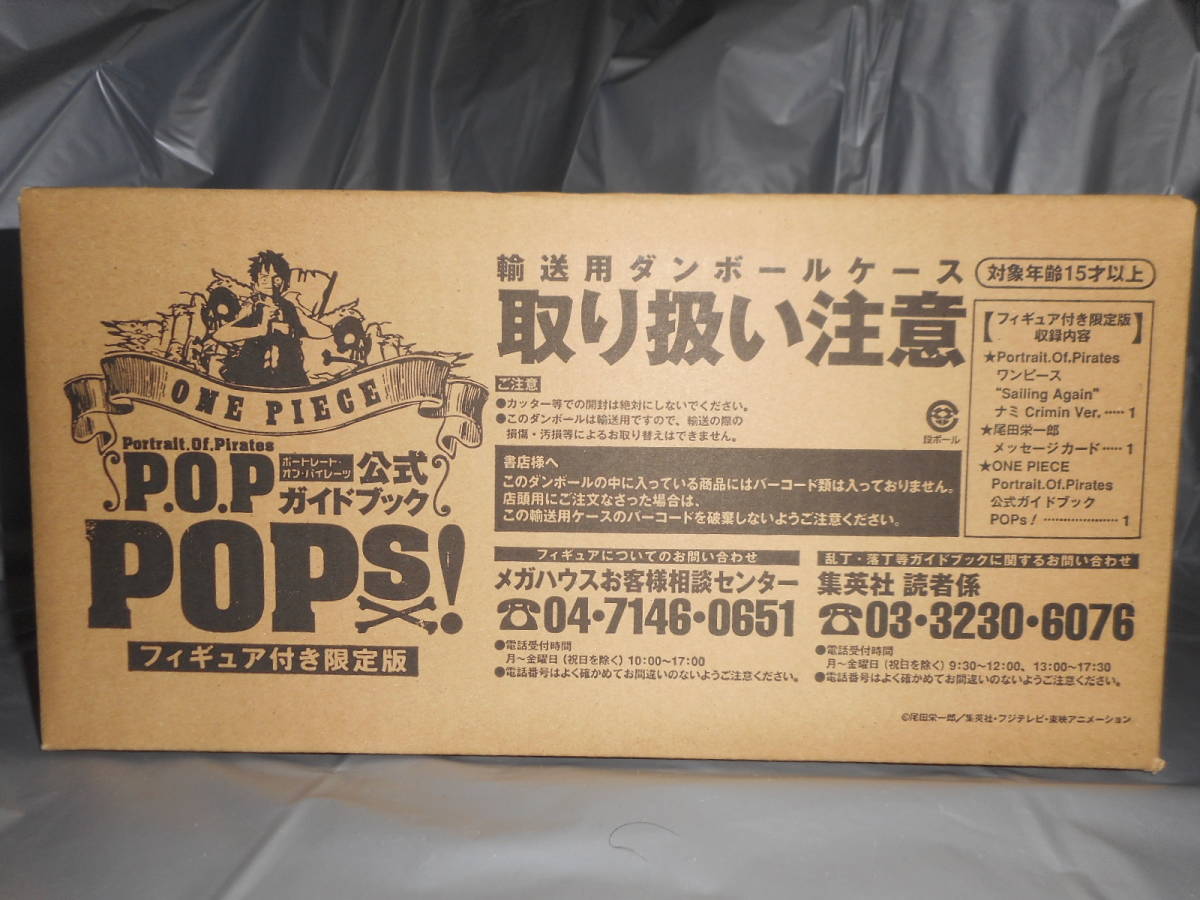 ONE PIECE
Portrait.Of.Pirates
P.O.P
ポートレート・
オブ・パイレーツ
公式
ガイドブック
POPs!
フィギュア付き限定版
輸送用ダンボールケース
取り扱い注意
ご注意
●カッター等での開封は絶対にしないでください。
●このダンボールは輸送用ですので、輸送の際の
損傷・汚損等によるお取り替えはできません。
段ボール
書店様へ
このダンボールの中に入っている商品にはバーコード類は入っておりません。
店頭用にご注文なさった場合は、
この輸送用ケースのバーコードを破棄しないようご注意ください。
対象年齢15才以上
【フィギュア付き限定版
収録内容】
★Portrait.Of.Pirates
ワンピース
"Sailing Again"
ナミ Crimin Ver. ‥‥ 1
★尾田栄一郎
メッセージカード ‥‥ 1
★ONE PIECE
Portrait.Of.Pirates
公式ガイドブック
POPs! ‥‥‥‥‥‥ 1
フィギュアについてのお問い合わせ
メガハウスお客様相談センター
☎04・7146・0651
●電話受付時間
月〜金曜日(祝日を除く)10:00〜17:00
●電話番号はよく確かめてお間違いのないようご注意ください。
乱丁・落丁等ガイドブックに関するお問い合わせ
集英社 読者係
☎03・3230・6076
●電話受付時間
月〜金曜日(祝日を除く)9:30〜12:00、13:00〜17:30
●電話番号はよく確かめてお間違いのないようご注意ください。
©尾田栄一郎/集英社・フジテレビ・東映アニメーション